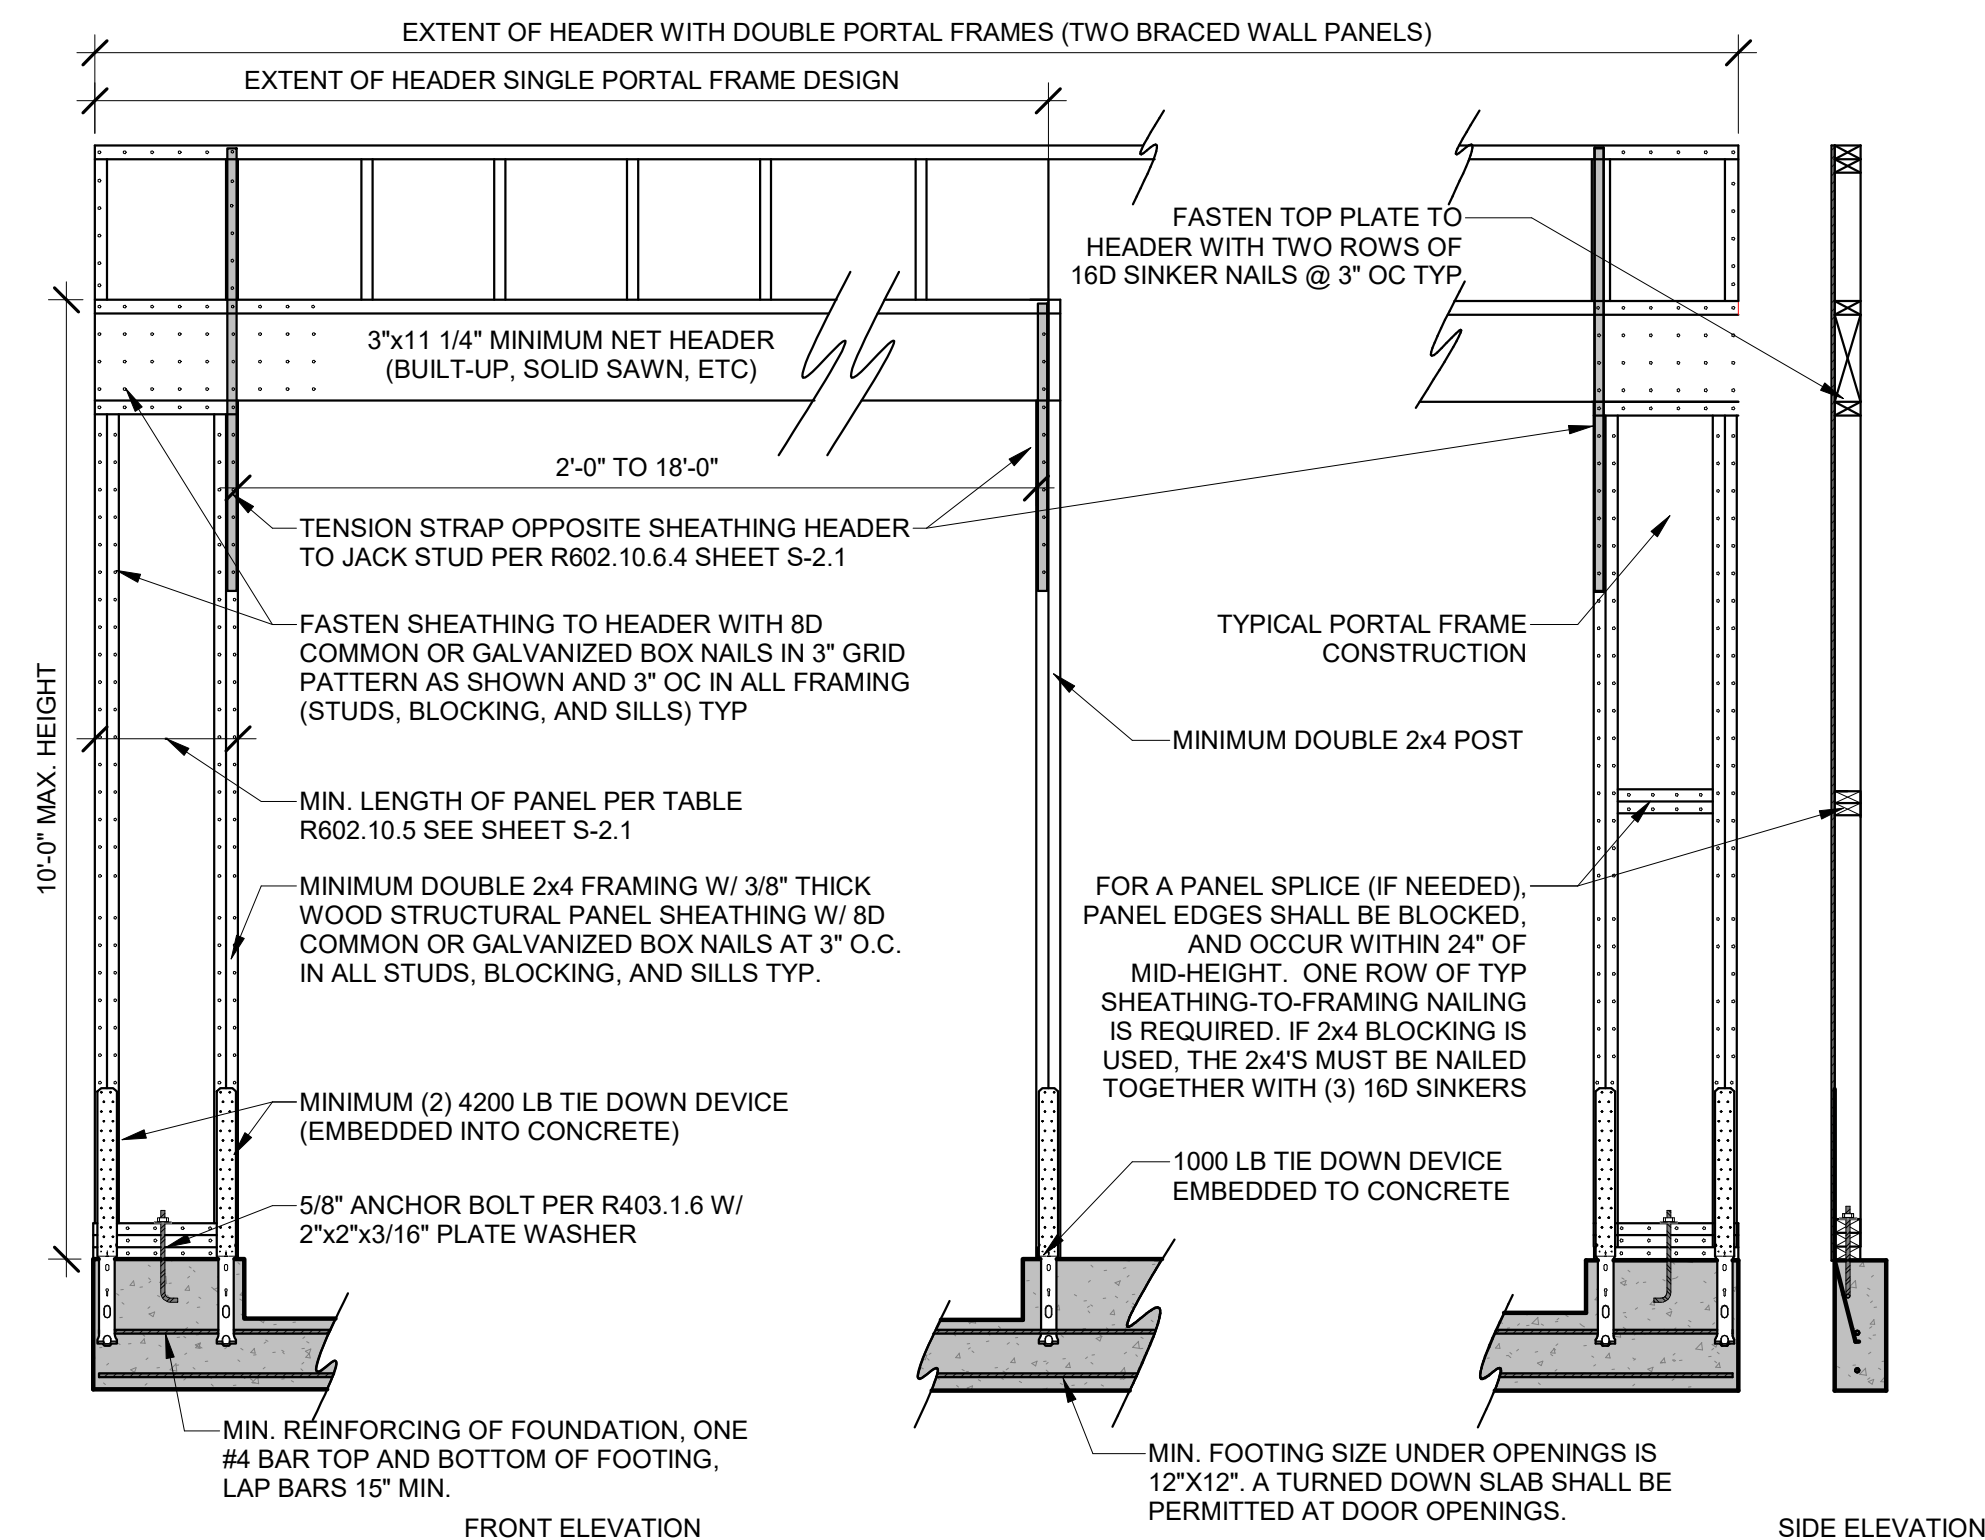 EXTENT OF HEADER WITH DOUBLE PORTAL FRAMES (TWO BRACED WALL PANELS)
EXTENT OF HEADER SINGLE PORTAL FRAME DESIGN
FASTEN TOP PLATE TO
HEADER WITH TWO ROWS OF
16D SINKER NAILS @ 3" OC TYP
3"x11 1/4" MINIMUM NET HEADER
(BUILT-UP, SOLID SAWN, ETC)
2'-0" TO 18'-0"
TENSION STRAP OPPOSITE SHEATHING HEADER
TO JACK STUD PER R602.10.6.4 SHEET S-2.1
FASTEN SHEATHING TO HEADER WITH 8D
COMMON OR GALVANIZED BOX NAILS IN 3" GRID
PATTERN AS SHOWN AND 3" OC IN ALL FRAMING
(STUDS, BLOCKING, AND SILLS) TYP
TYPICAL PORTAL FRAME
CONSTRUCTION
10'-0" MAX. HEIGHT
MINIMUM DOUBLE 2x4 POST
MIN. LENGTH OF PANEL PER TABLE
R602.10.5 SEE SHEET S-2.1
MINIMUM DOUBLE 2x4 FRAMING W/ 3/8" THICK
WOOD STRUCTURAL PANEL SHEATHING W/ 8D
COMMON OR GALVANIZED BOX NAILS AT 3" O.C.
IN ALL STUDS, BLOCKING, AND SILLS TYP.
FOR A PANEL SPLICE (IF NEEDED),
PANEL EDGES SHALL BE BLOCKED,
AND OCCUR WITHIN 24" OF
MID-HEIGHT. ONE ROW OF TYP
SHEATHING-TO-FRAMING NAILING
IS REQUIRED. IF 2x4 BLOCKING IS
USED, THE 2x4'S MUST BE NAILED
TOGETHER WITH (3) 16D SINKERS
MINIMUM (2) 4200 LB TIE DOWN DEVICE
(EMBEDDED INTO CONCRETE)
1000 LB TIE DOWN DEVICE
EMBEDDED TO CONCRETE
5/8" ANCHOR BOLT PER R403.1.6 W/
2"x2"x3/16" PLATE WASHER
MIN. REINFORCING OF FOUNDATION, ONE
#4 BAR TOP AND BOTTOM OF FOOTING,
LAP BARS 15" MIN.
MIN. FOOTING SIZE UNDER OPENINGS IS
12"X12". A TURNED DOWN SLAB SHALL BE
PERMITTED AT DOOR OPENINGS.
FRONT ELEVATION
SIDE ELEVATION